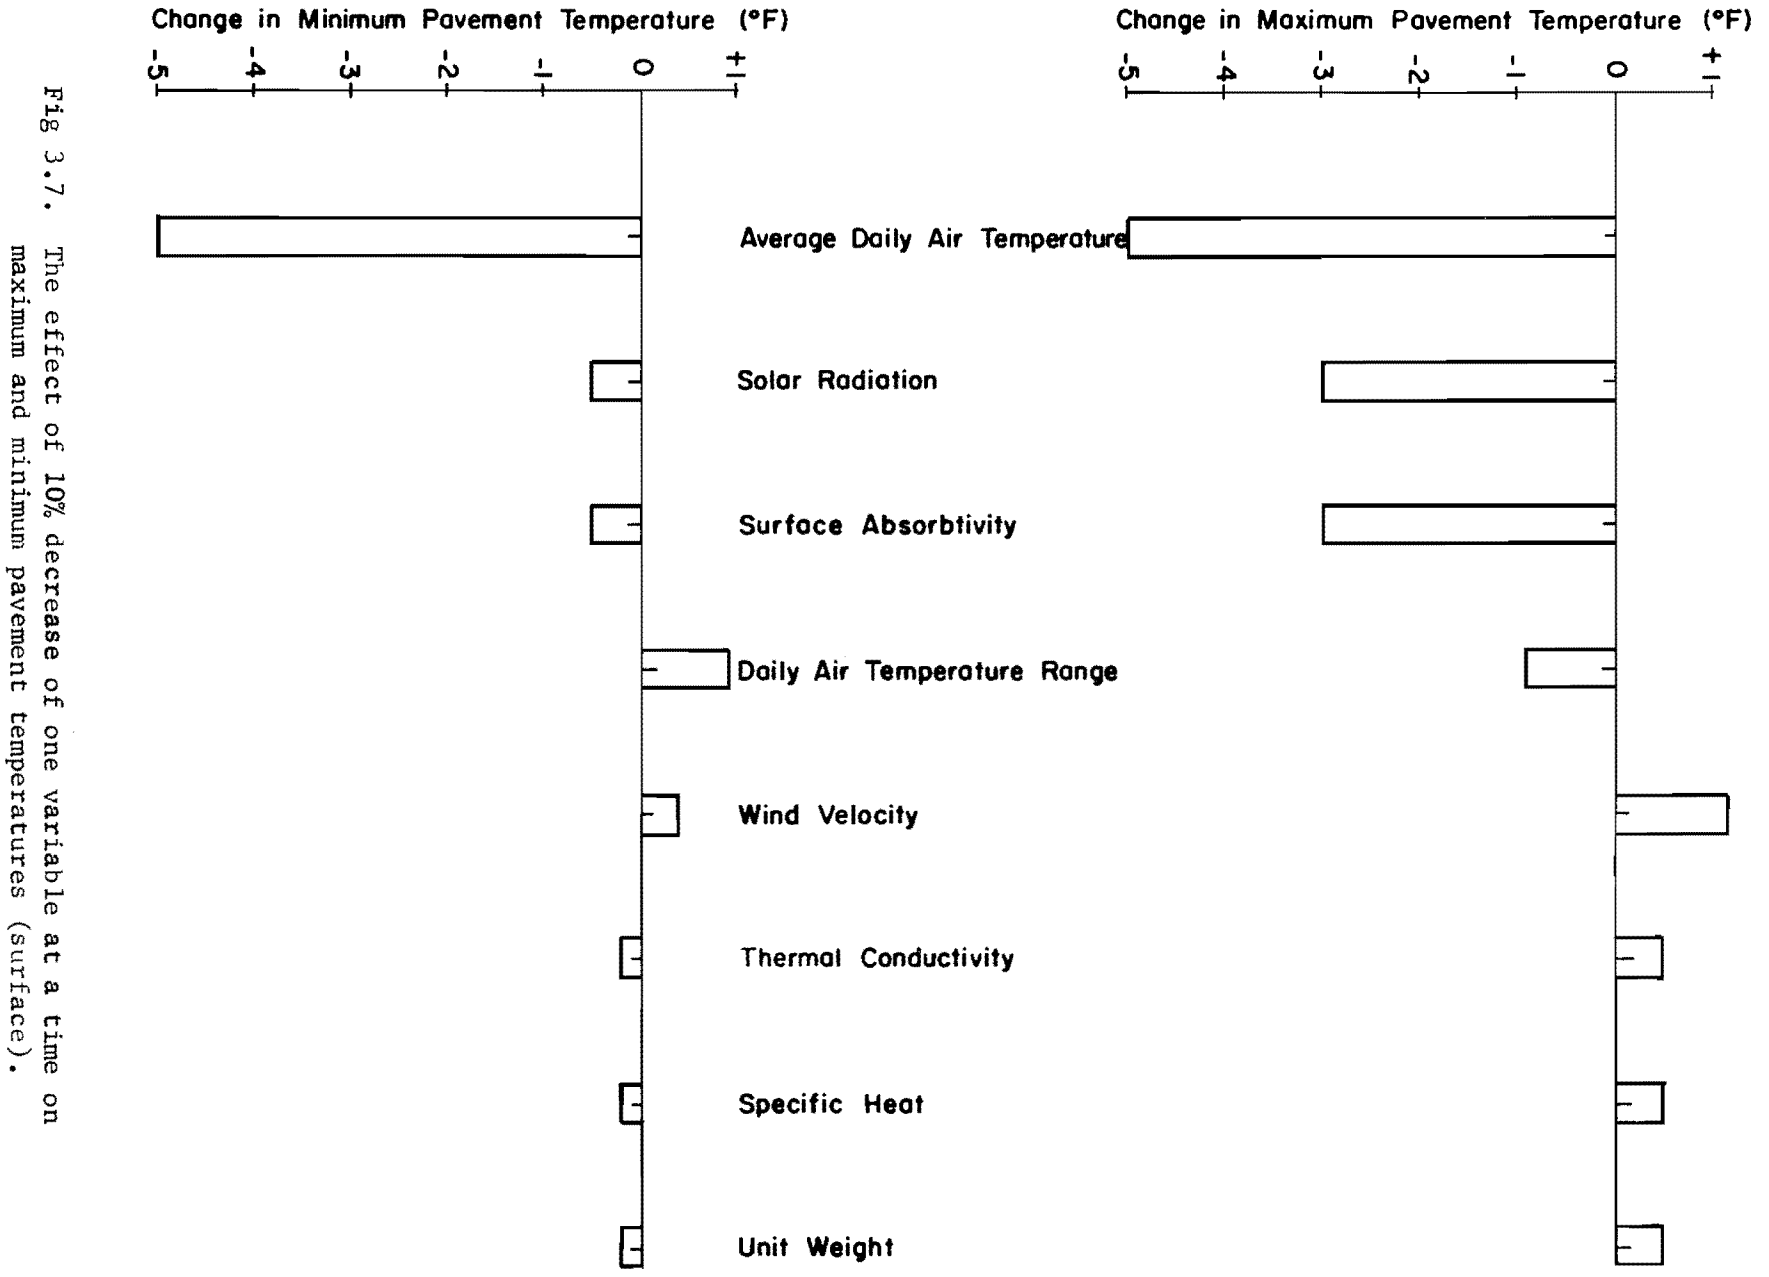 Change in Minimum Pavement Temperature (°F)
-5 -4 -3 -2 -1 0 +1
Change in Maximum Pavement Temperature (°F)
-5 -4 -3 -2 -1 0 +1
Average Daily Air Temperature
Solar Radiation
Surface Absorbtivity
Daily Air Temperature Range
Wind Velocity
Thermal Conductivity
Specific Heat
Unit Weight
Fig 3.7. The effect of 10% decrease of one variable at a time on
maximum and minimum pavement temperatures (surface).